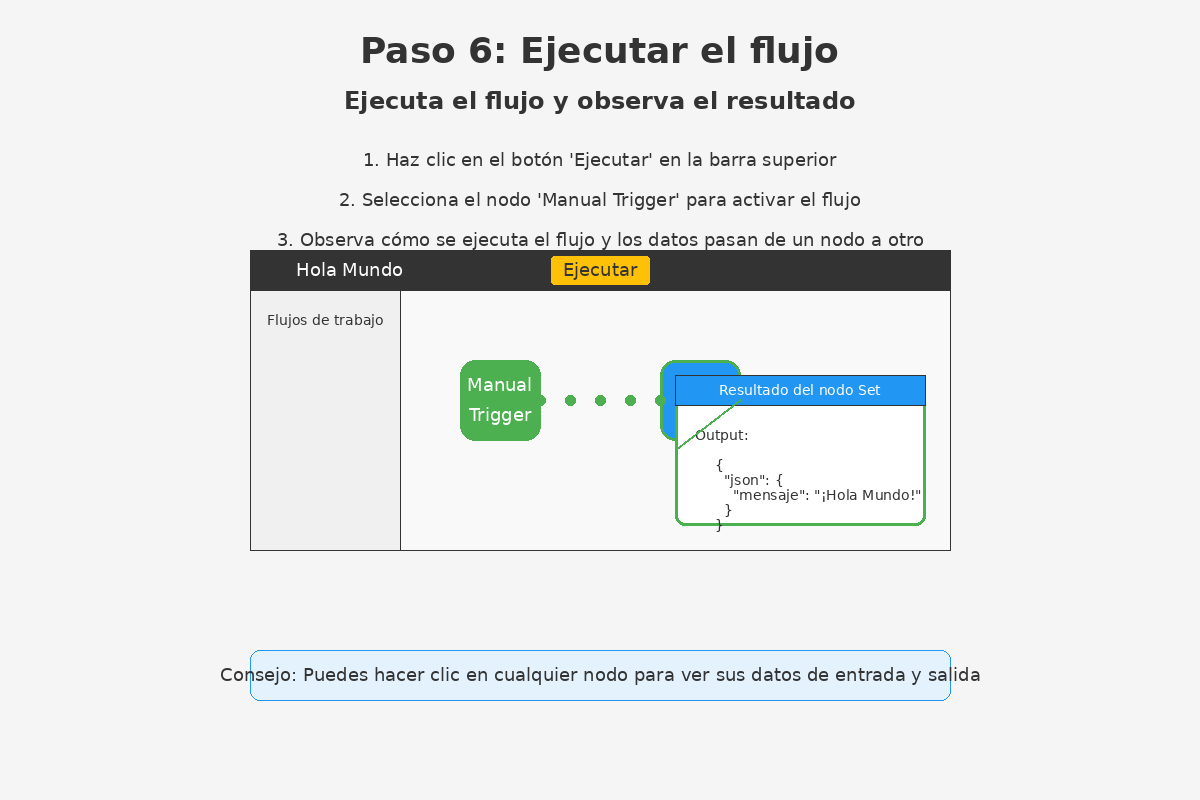 Paso 6: Ejecutar el flujo
Ejecuta el flujo y observa el resultado
1. Haz clic en el botón 'Ejecutar' en la barra superior
2. Selecciona el nodo 'Manual Trigger' para activar el flujo
3. Observa cómo se ejecuta el flujo y los datos pasan de un nodo a otro
Hola Mundo
Ejecutar
Flujos de trabajo
Manual
Trigger
Resultado del nodo Set
Output:
{
"json": {
"mensaje": "¡Hola Mundo!"
}
}
Consejo: Puedes hacer clic en cualquier nodo para ver sus datos de entrada y salida